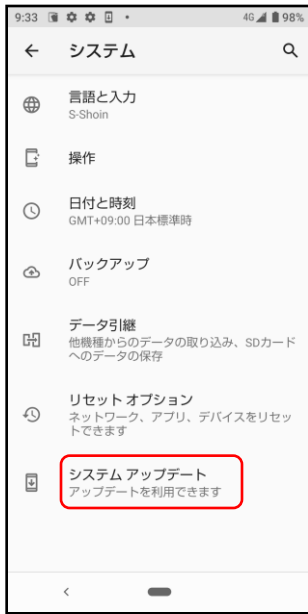 9:33 4G 98%
システム
言語と入力
S-Shoin
操作
日付と時刻
GMT+09:00 日本標準時
バックアップ
OFF
データ引継
他機種からのデータの取り込み、SDカード
へのデータの保存
リセット オプション
ネットワーク、アプリ、デバイスをリセッ
トできます
システム アップデート
アップデートを利用できます